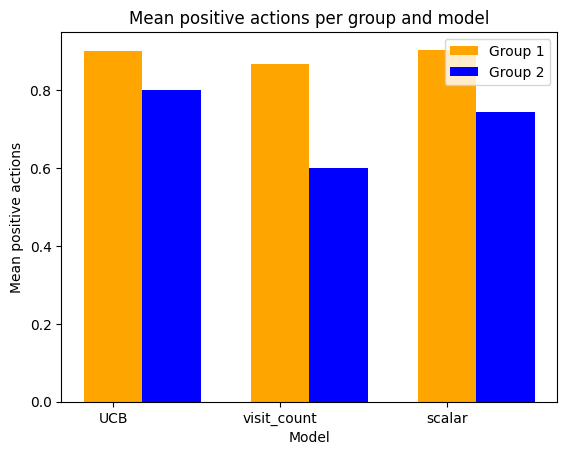 Mean positive actions per group and model
Group 1
Group 2
Mean positive actions
0.8
0.6
0.4
0.2
0.0
UCB visit_count scalar
Model